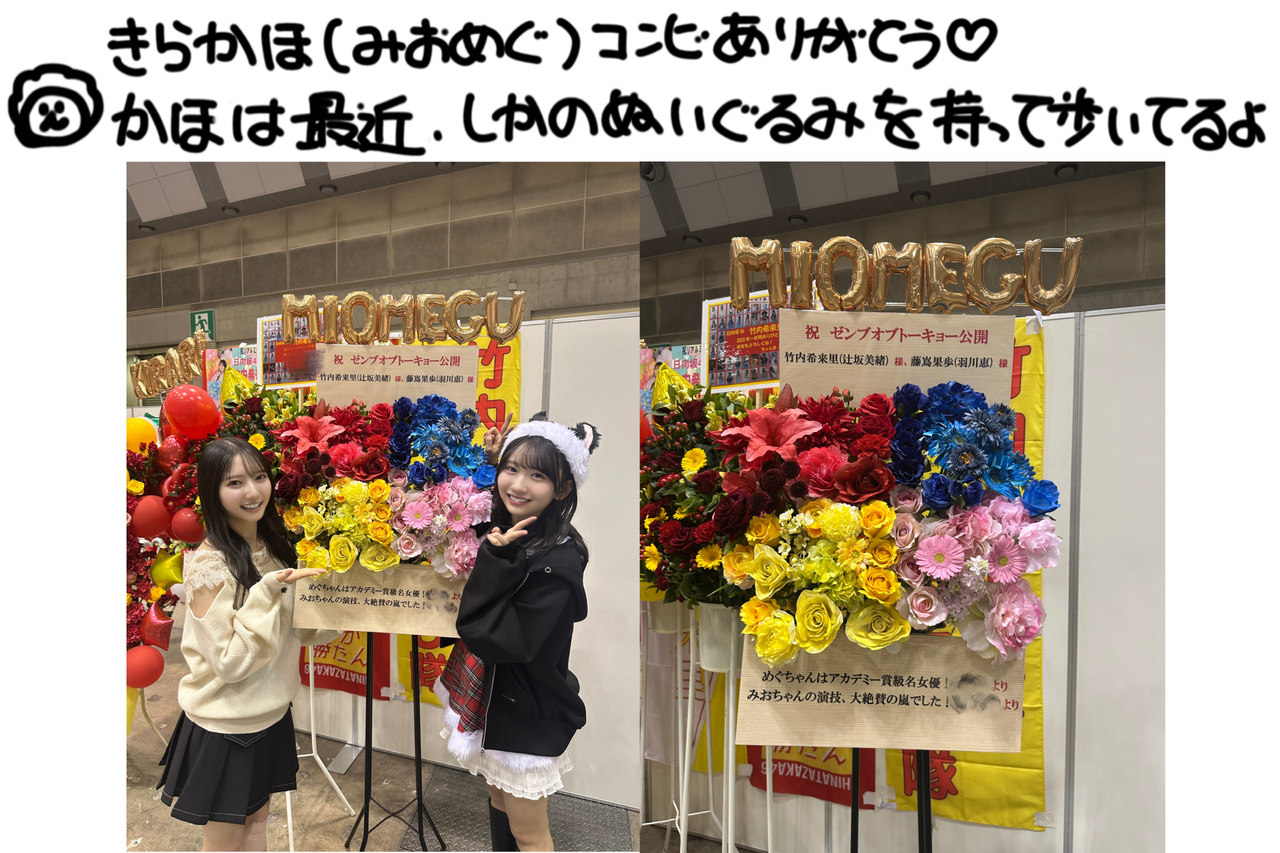 きらかほ(みおめぐ)コンビありがとう♡
かほは最近.しかのぬいぐるみを持って歩いてるよ
MIOMEGU
祝 ゼンブオブトーキョー公開
竹内希来里(辻坂美緒) 様、藤嶌果歩(羽川恵) 様
めぐちゃんはアカデミー賞級名女優!
より
みおちゃんの演技、大絶賛の嵐でした!
より
MIOMEGU
祝 ゼンブオブトーキョー公開
竹内希来里(辻坂美緒) 様、藤嶌果歩(羽川恵) 様
めぐちゃんはアカデミー賞級名女優! より
みおちゃんの演技、大絶賛の嵐でした! より
HINATAZAKA46
隊
HINATAZAKA46
隊